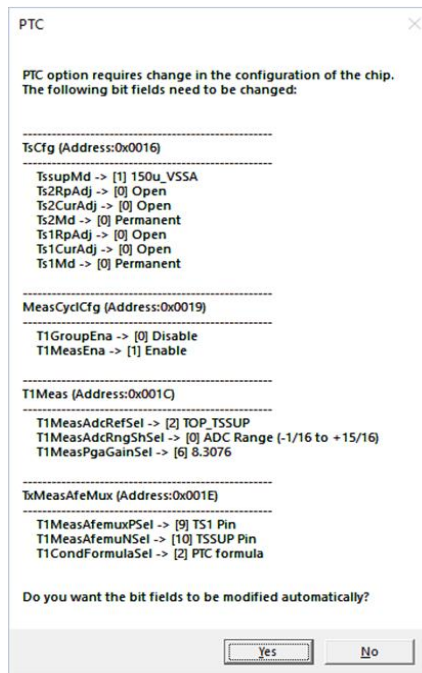 PTC
PTC option requires change in the configuration of the chip.
The following bit fields need to be changed:
------------------------------------------------------
TsCfg (Address:0x0016)
------------------------------------------------------
TssupMd -> [1] 150u_VSSA
Ts2RpAdj -> [0] Open
Ts2CurAdj -> [0] Open
Ts2Md -> [0] Permanent
Ts1RpAdj -> [0] Open
Ts1CurAdj -> [0] Open
Ts1Md -> [0] Permanent
------------------------------------------------------
MeasCyclCfg (Address:0x0019)
------------------------------------------------------
T1GroupEna -> [0] Disable
T1MeasEna -> [1] Enable
------------------------------------------------------
T1Meas (Address:0x001C)
------------------------------------------------------
T1MeasAdcRefSel -> [2] TOP_TSSUP
T1MeasAdcRngShSel -> [0] ADC Range (-1/16 to +15/16)
T1MeasPgaGainSel -> [6] 8.3076
------------------------------------------------------
TxMeasAfeMux (Address:0x001E)
------------------------------------------------------
T1MeasAfemuxPSel -> [9] TS1 Pin
T1MeasAfemuNSel -> [10] TSSUP Pin
T1CondFormulaSel -> [2] PTC formula
Do you want the bit fields to be modified automatically?
Yes No